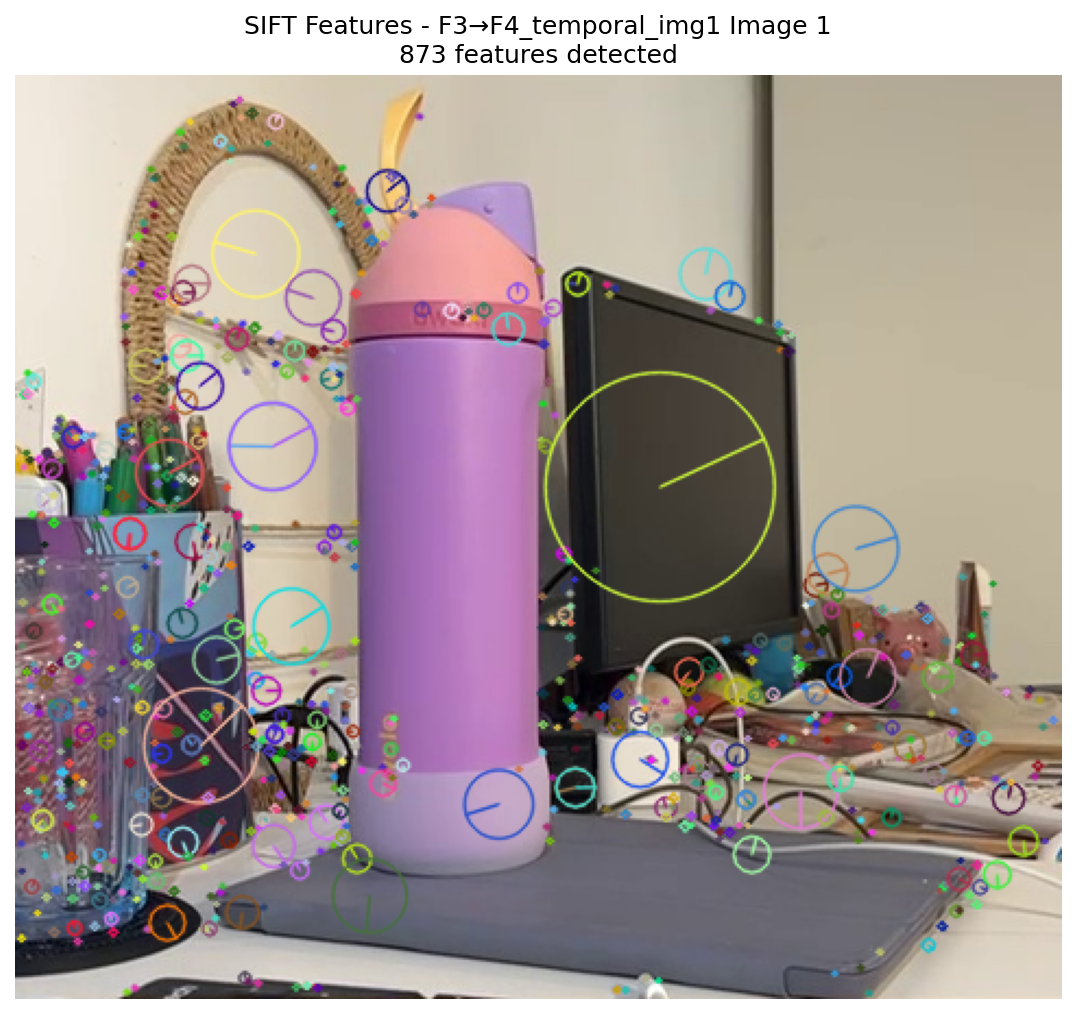 SIFT Features - F3→F4_temporal_img1 Image 1
873 features detected